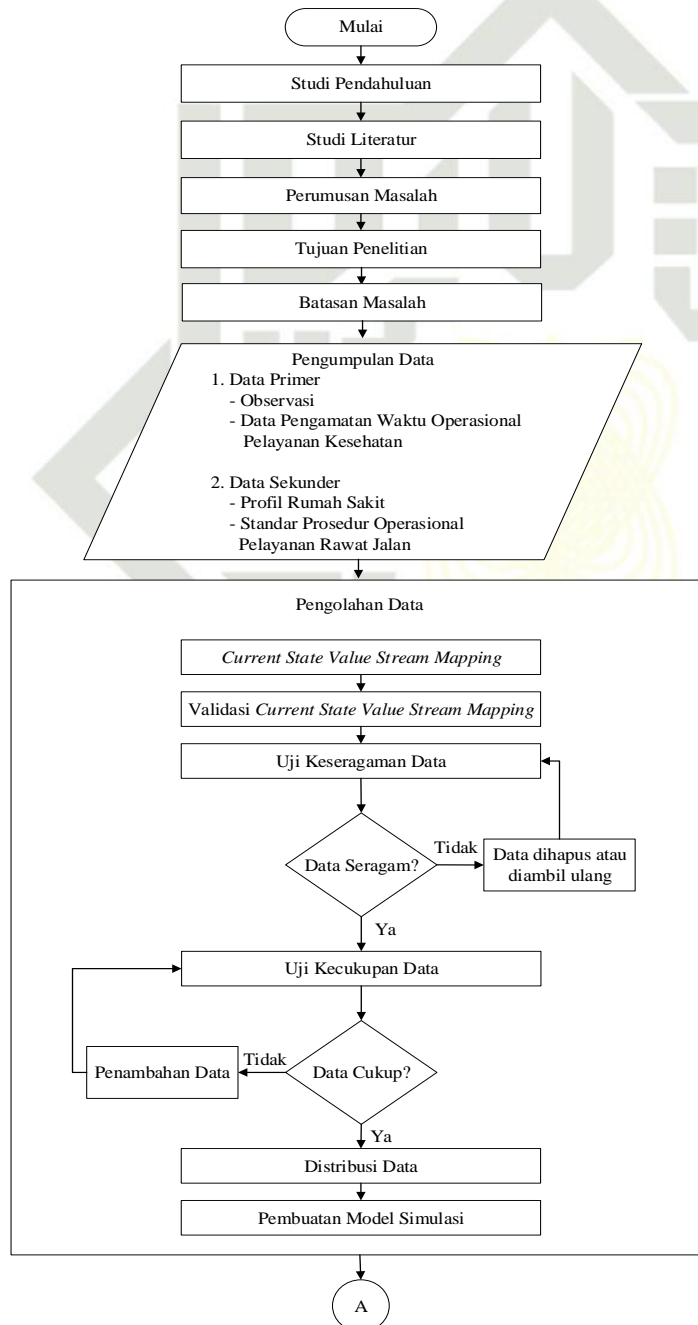 Mulai
Studi Pendahuluan
Studi Literatur
Perumusan Masalah
Tujuan Penelitian
Batasan Masalah
Pengumpulan Data
1. Data Primer
- Observasi
- Data Pengamatan Waktu Operasional
Pelayanan Kesehatan
2. Data Sekunder
- Profil Rumah Sakit
- Standar Prosedur Operasional
Pelayanan Rawat Jalan
Pengolahan Data
Current State Value Stream Mapping
Validasi Current State Value Stream Mapping
Uji Keseragaman Data
Data Seragam?
Tidak
Data dihapus atau
diambil ulang
Ya
Uji Kecukupan Data
Data Cukup?
Tidak
Penambahan Data
Ya
Distribusi Data
Pembuatan Model Simulasi
A